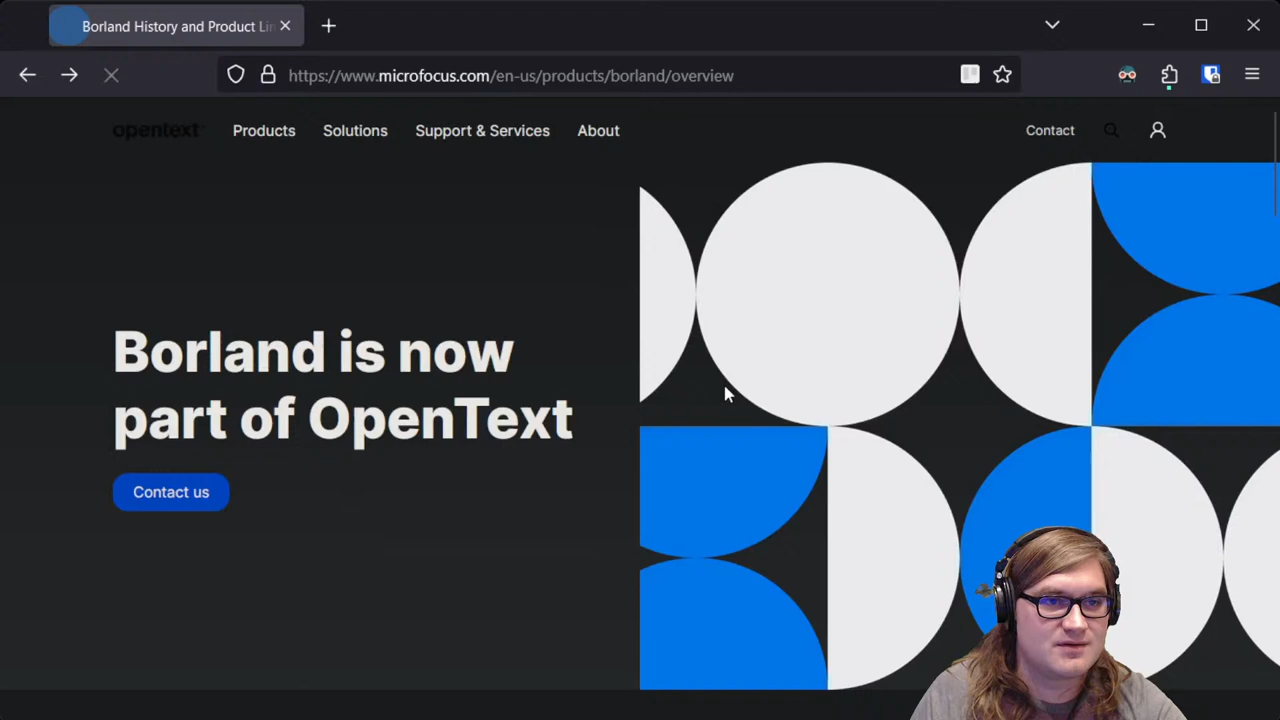 Borland History and Product Lin
https://www.microfocus.com/en-us/products/borland/overview
opentext
Products
Solutions
Support & Services
About
Contact
Borland is now
part of OpenText
Contact us